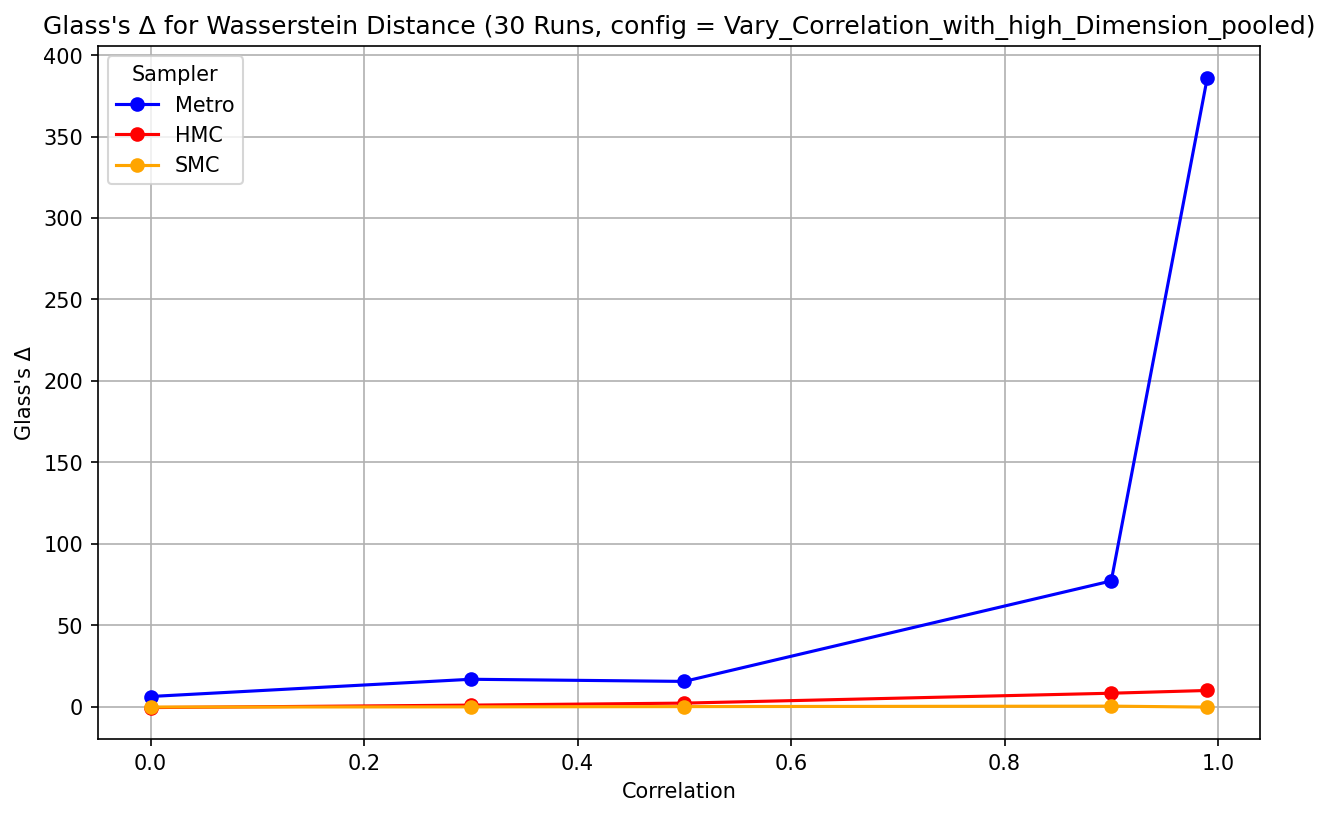 Glass's Δ for Wasserstein Distance (30 Runs, config = Vary_Correlation_with_high_Dimension_pooled)
400
350
300
250
200
150
100
50
0
Glass's Δ
Sampler
Metro
HMC
SMC
0.0 0.2 0.4 0.6 0.8 1.0
Correlation